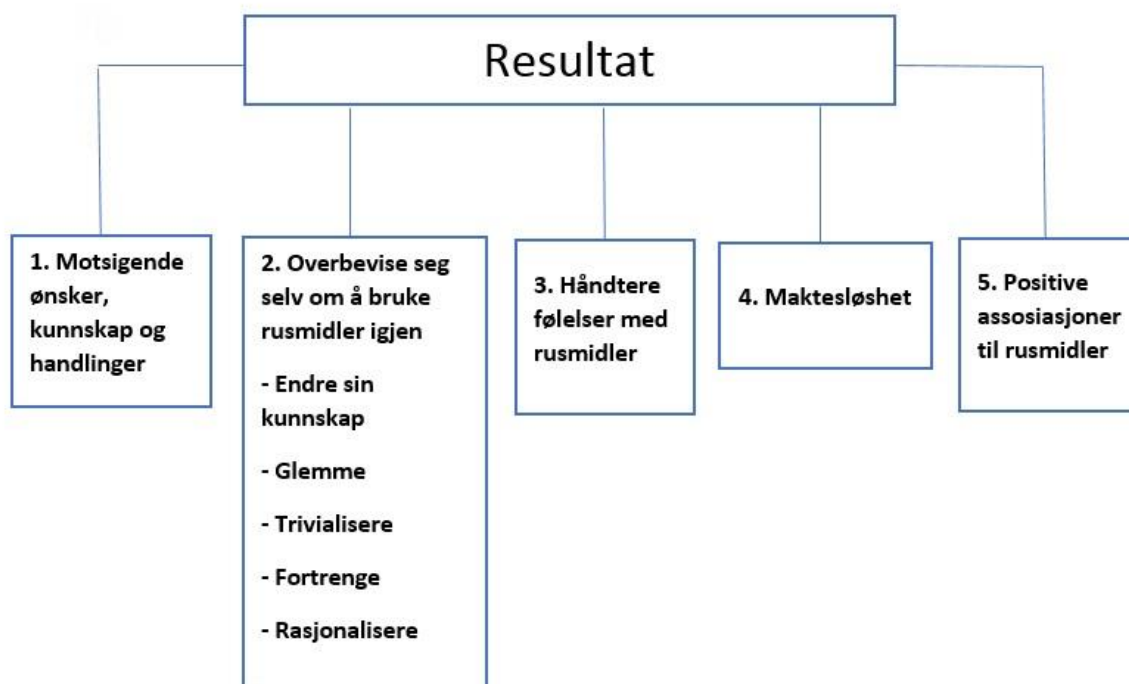 Resultat
1. Motsigende
ønsker,
kunnskap og
handlinger
2. Overbevise seg
selv om å bruke
rusmidler igjen
- Endre sin
kunnskap
- Glemme
- Trivialisere
- Fortrenge
- Rasjonalisere
3. Håndtere
følelser med
rusmidler
4. Maktesløshet
5. Positive
assosiasjoner
til rusmidler